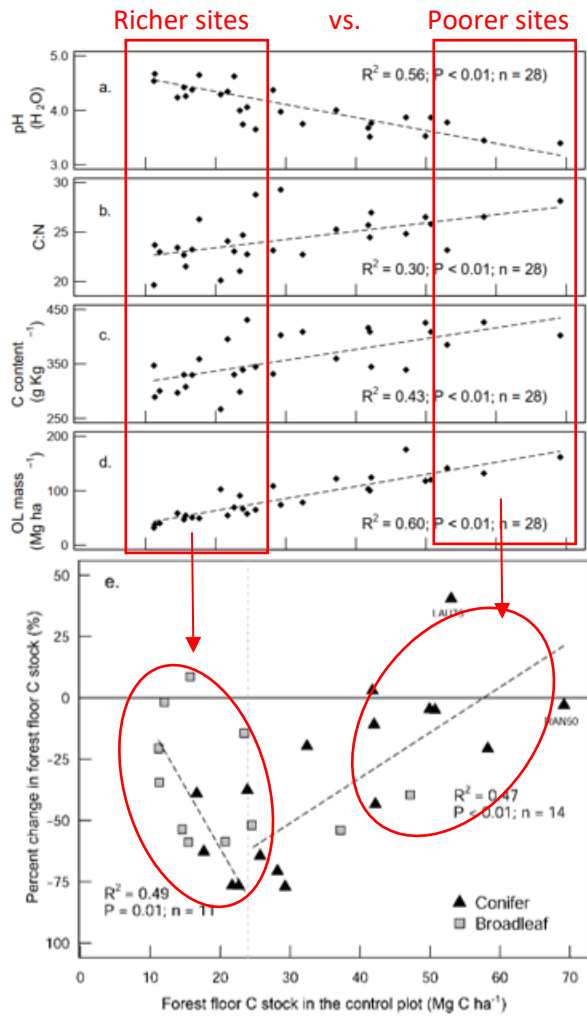 Richer sites vs. Poorer sites
5.0
4.0
3.0
pH
(H2O)
a.
R2 = 0.56; P < 0.01; n = 28)
30
25
20
C:N
b.
R2 = 0.30; P < 0.01; n = 28)
450
350
250
C content
(g Kg-1)
c.
R2 = 0.43; P < 0.01; n = 28)
200
100
50
0
OL mass
(Mg ha-1)
d.
R2 = 0.60; P < 0.01; n = 28)
e.
50
25
0
-25
-50
-75
100
Percent change in forest floor C stock (%)
LAU75
RAN50
R2 = 0.47
P < 0.01; n = 14
R2 = 0.49
P = 0.01; n = 11
Conifer
Broadleaf
0 10 20 30 40 50 60 70
Forest floor C stock in the control plot (Mg C ha-1)